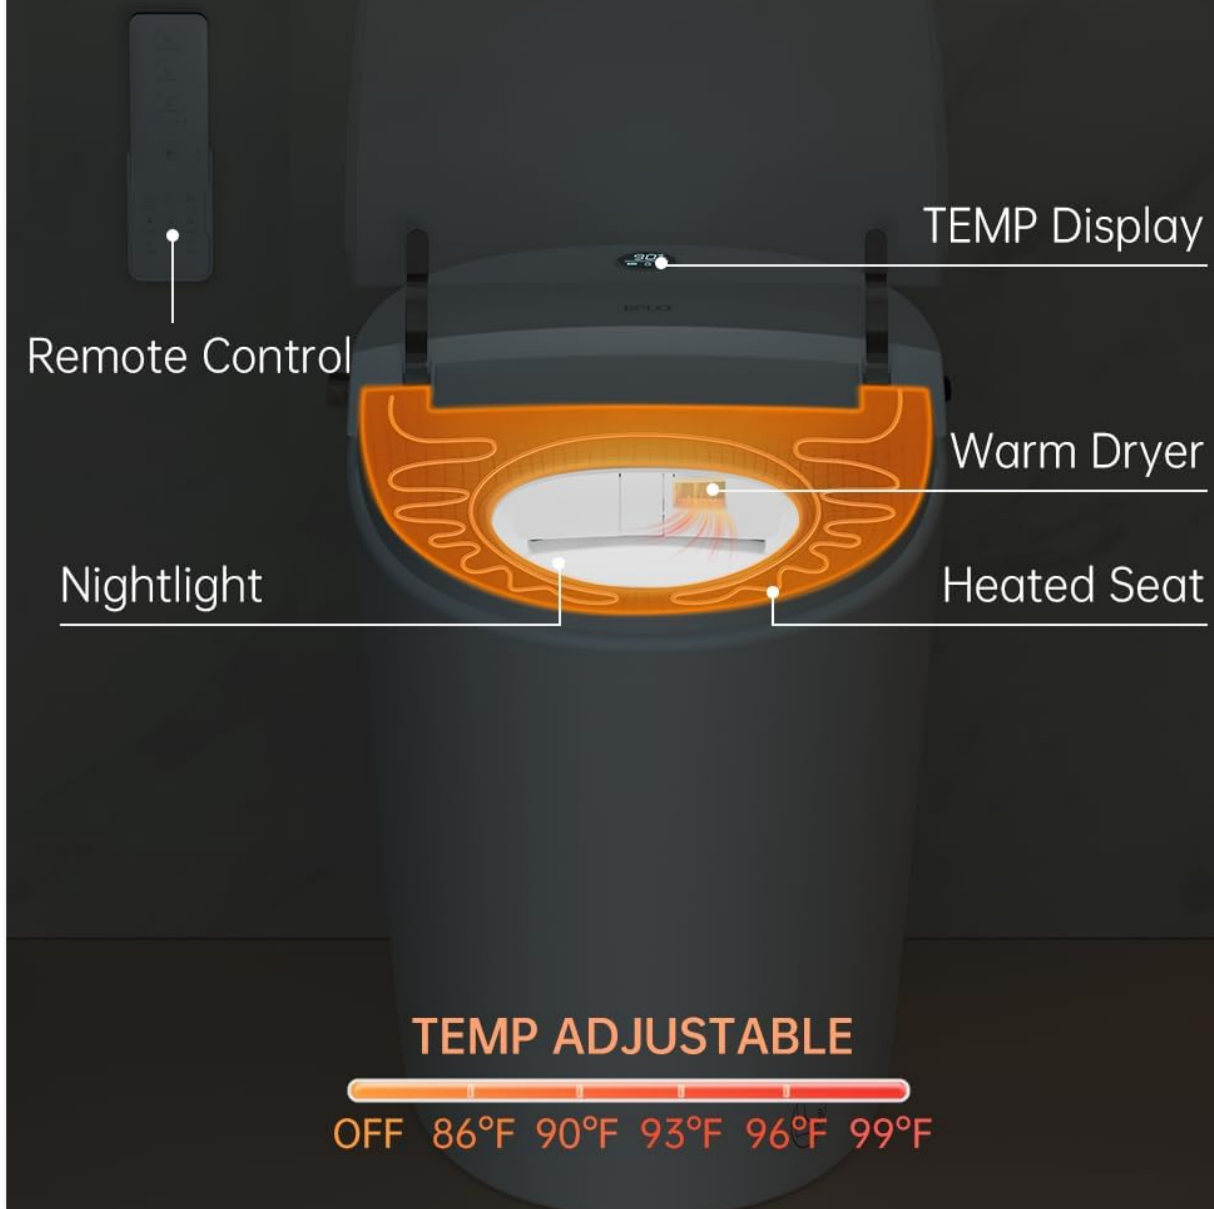 TEMP Display
Remote Control
Warm Dryer
Nightlight
Heated Seat
TEMP ADJUSTABLE
OFF 86°F 90°F 93°F 96°F 99°F